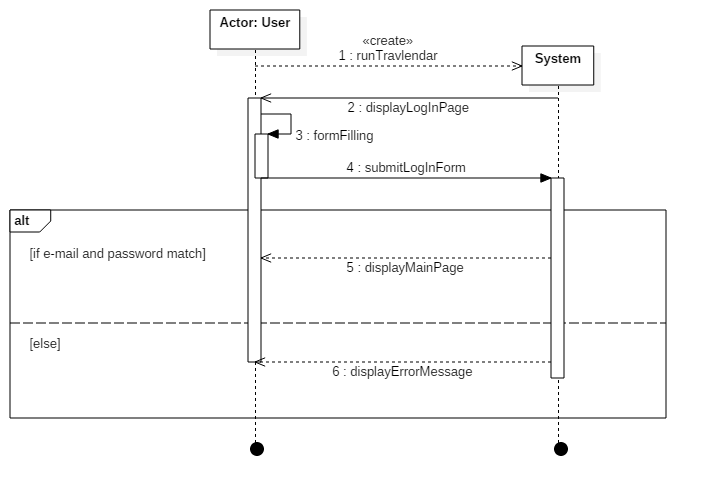 Actor: User
«create»
1 : runTravlendar
System
2 : displayLogInPage
3 : formFilling
4 : submitLogInForm
alt
[if e-mail and password match]
5 : displayMainPage
[else]
6 : displayErrorMessage